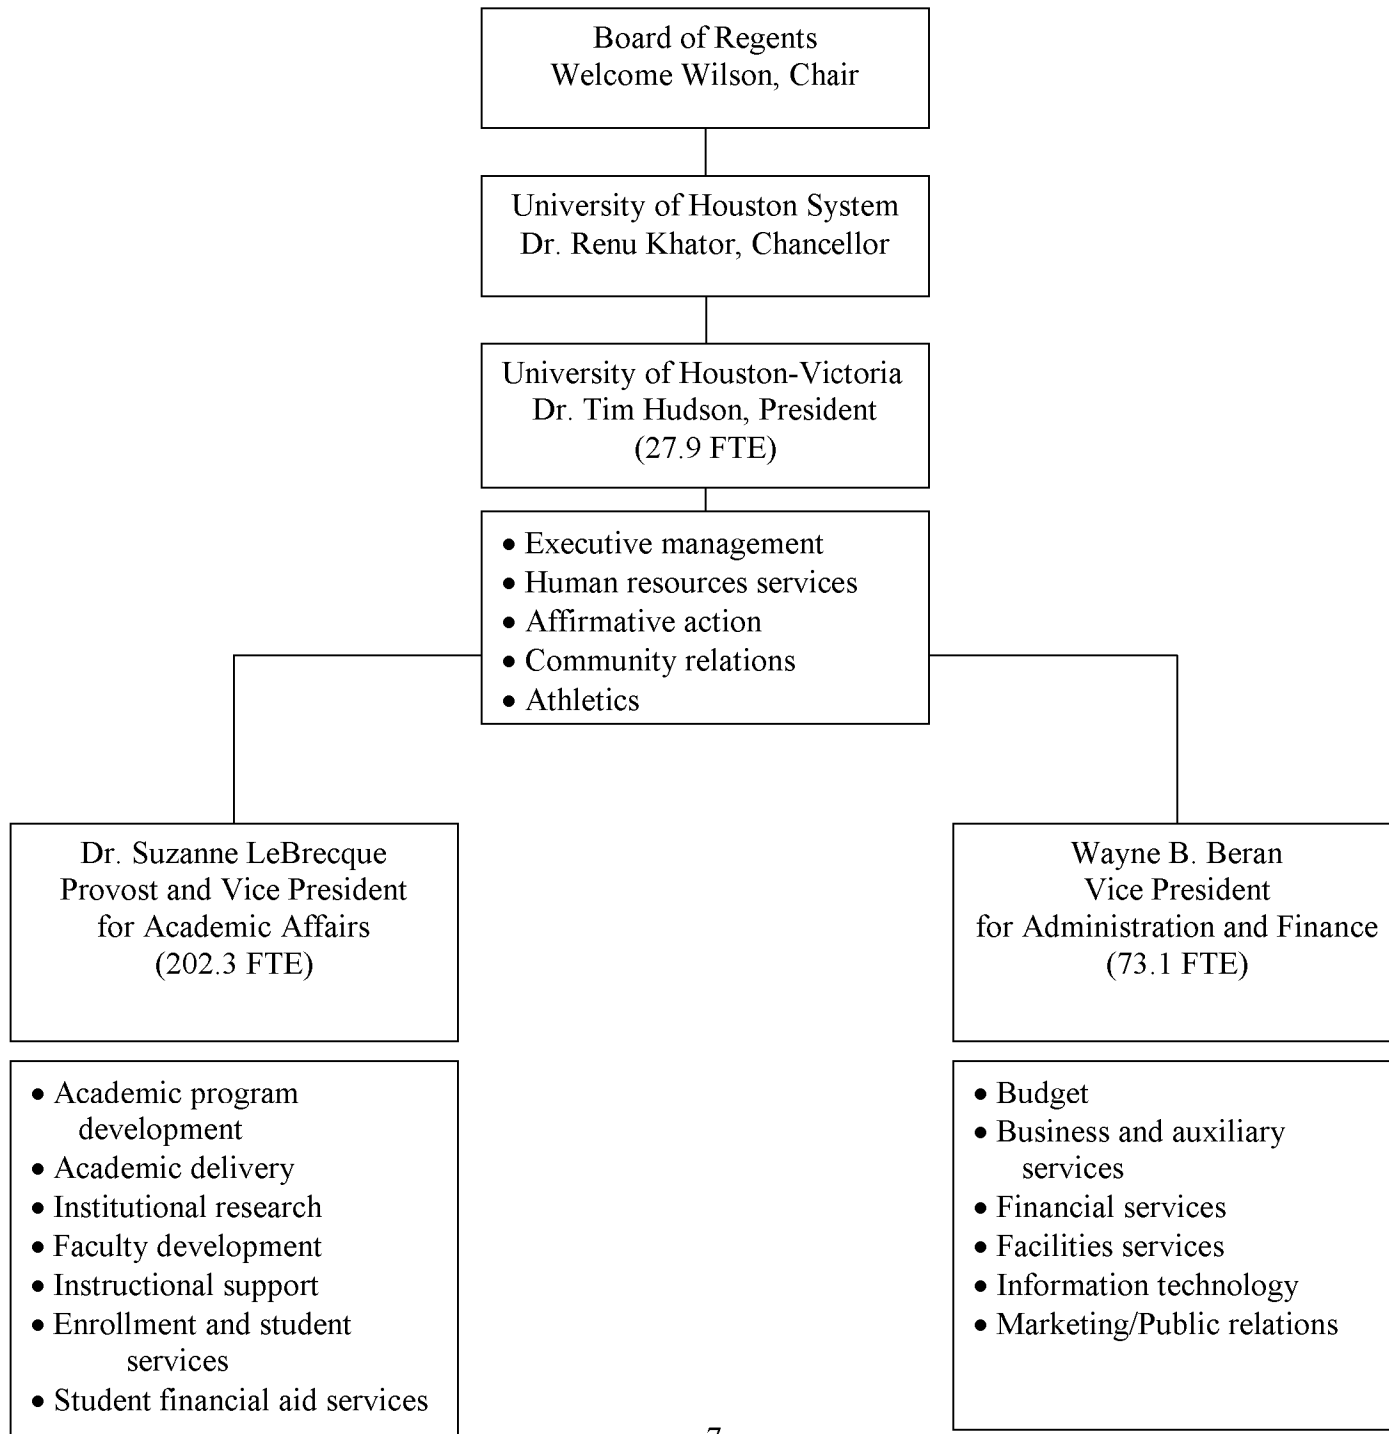 Board of Regents
Welcome Wilson, Chair
University of Houston System
Dr. Renu Khator, Chancellor
University of Houston-Victoria
Dr. Tim Hudson, President
(27.9 FTE)
• Executive management
• Human resources services
• Affirmative action
• Community relations
• Athletics
Dr. Suzanne LeBrecque
Provost and Vice President
for Academic Affairs
(202.3 FTE)
Wayne B. Beran
Vice President
for Administration and Finance
(73.1 FTE)
• Academic program
development
• Academic delivery
• Institutional research
• Faculty development
• Instructional support
• Enrollment and student
services
• Student financial aid services
• Budget
• Business and auxiliary
services
• Financial services
• Facilities services
• Information technology
• Marketing/Public relations
7